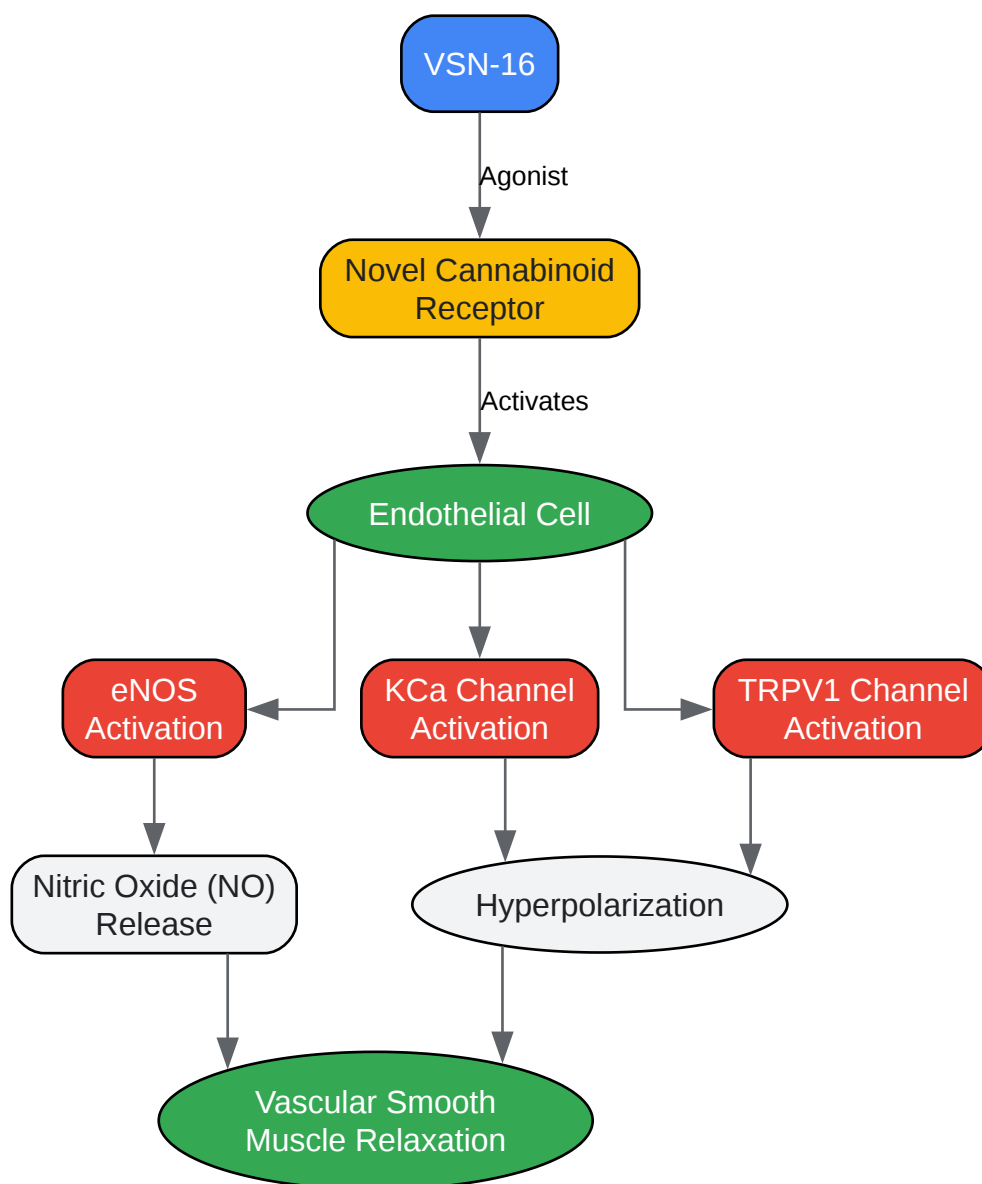 VSN-16
Agonist
Novel Cannabinoid
Receptor
Activates
Endothelial Cell
eNOS
Activation
KCa Channel
Activation
TRPV1 Channel
Activation
Nitric Oxide (NO)
Release
Hyperpolarization
Vascular Smooth
Muscle Relaxation